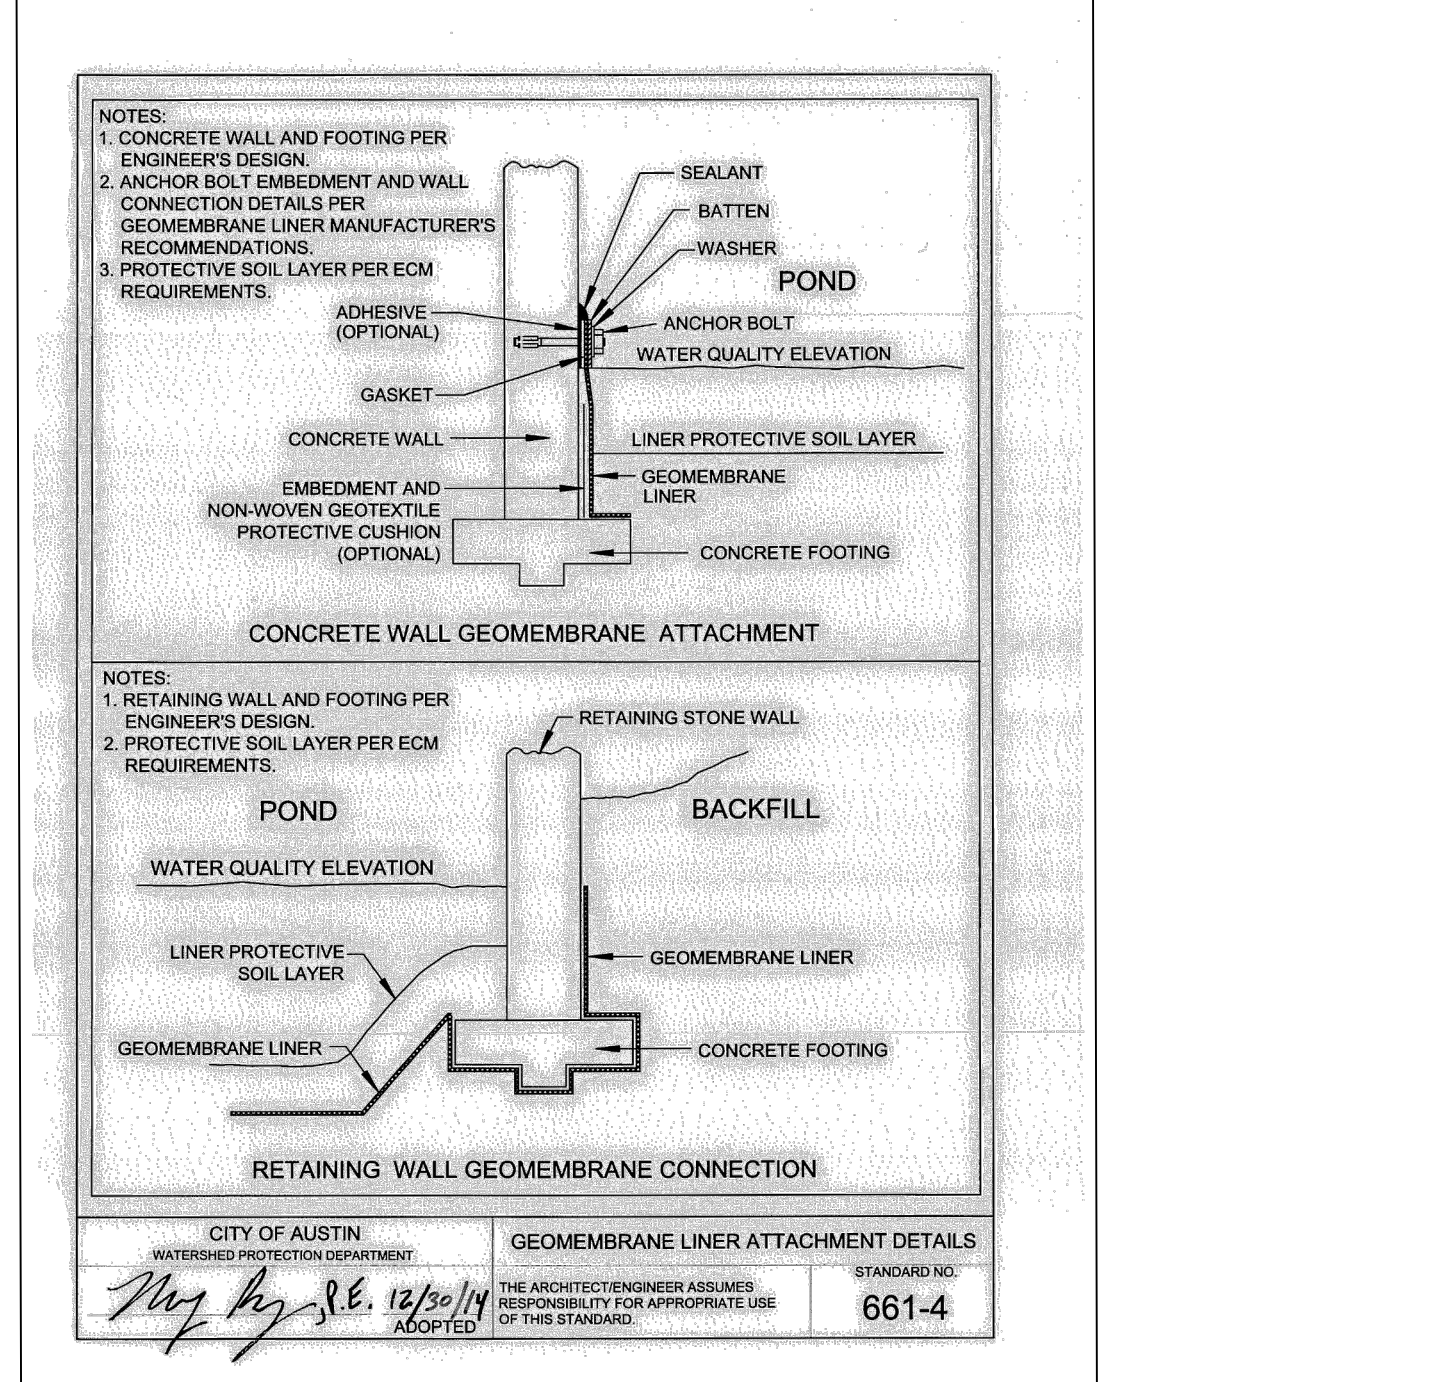 NOTES:
1. CONCRETE WALL AND FOOTING PER
ENGINEER'S DESIGN.
2. ANCHOR BOLT EMBEDMENT AND WALL
CONNECTION DETAILS PER
GEOMEMBRANE LINER MANUFACTURER'S
RECOMMENDATIONS.
3. PROTECTIVE SOIL LAYER PER ECM
REQUIREMENTS.
SEALANT
BATTEN
WASHER
POND
ADHESIVE
(OPTIONAL)
ANCHOR BOLT
WATER QUALITY ELEVATION
GASKET
CONCRETE WALL
LINER PROTECTIVE SOIL LAYER
GEOMEMBRANE
LINER
EMBEDMENT AND
NON-WOVEN GEOTEXTILE
PROTECTIVE CUSHION
(OPTIONAL)
CONCRETE FOOTING
CONCRETE WALL GEOMEMBRANE ATTACHMENT
NOTES:
1. RETAINING WALL AND FOOTING PER
ENGINEER'S DESIGN.
2. PROTECTIVE SOIL LAYER PER ECM
REQUIREMENTS.
RETAINING STONE WALL
POND
BACKFILL
WATER QUALITY ELEVATION
LINER PROTECTIVE
SOIL LAYER
GEOMEMBRANE LINER
GEOMEMBRANE LINER
CONCRETE FOOTING
RETAINING WALL GEOMEMBRANE CONNECTION
CITY OF AUSTIN
WATERSHED PROTECTION DEPARTMENT
, P.E. 12/30/14
ADOPTED
GEOMEMBRANE LINER ATTACHMENT DETAILS
THE ARCHITECT/ENGINEER ASSUMES
RESPONSIBILITY FOR APPROPRIATE USE
OF THIS STANDARD.
STANDARD NO.
661-4